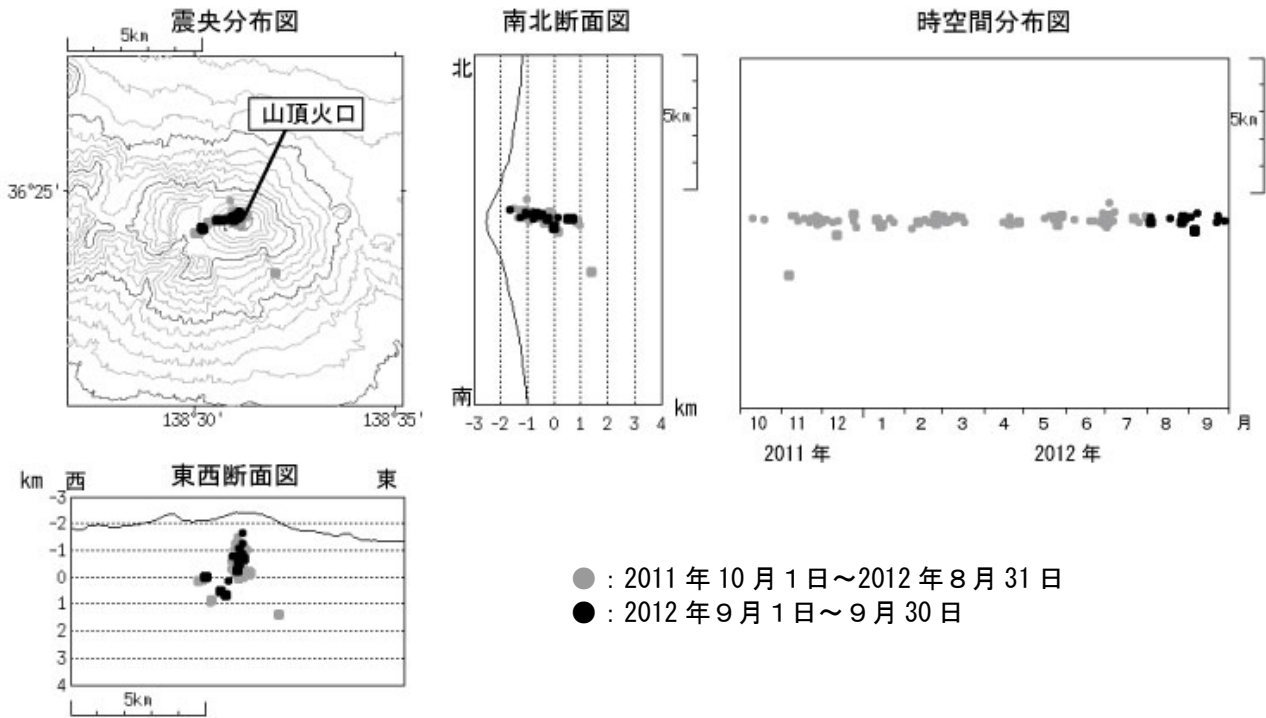 震央分布図
5km
山頂火口
36°25'
138°30'
138°35'
南北断面図
北
南
5km
-3 -2 -1 0 1 2 3 4
km
時空間分布図
5km
10 11 12 1 2 3 4 5 6 7 8 9 月
2011 年
2012 年
東西断面図
km 西
東
-3
-2
-1
0
1
2
3
4
5km
●：2011 年 10 月１日～2012 年８月 31 日
●：2012 年９月１日～９月 30 日